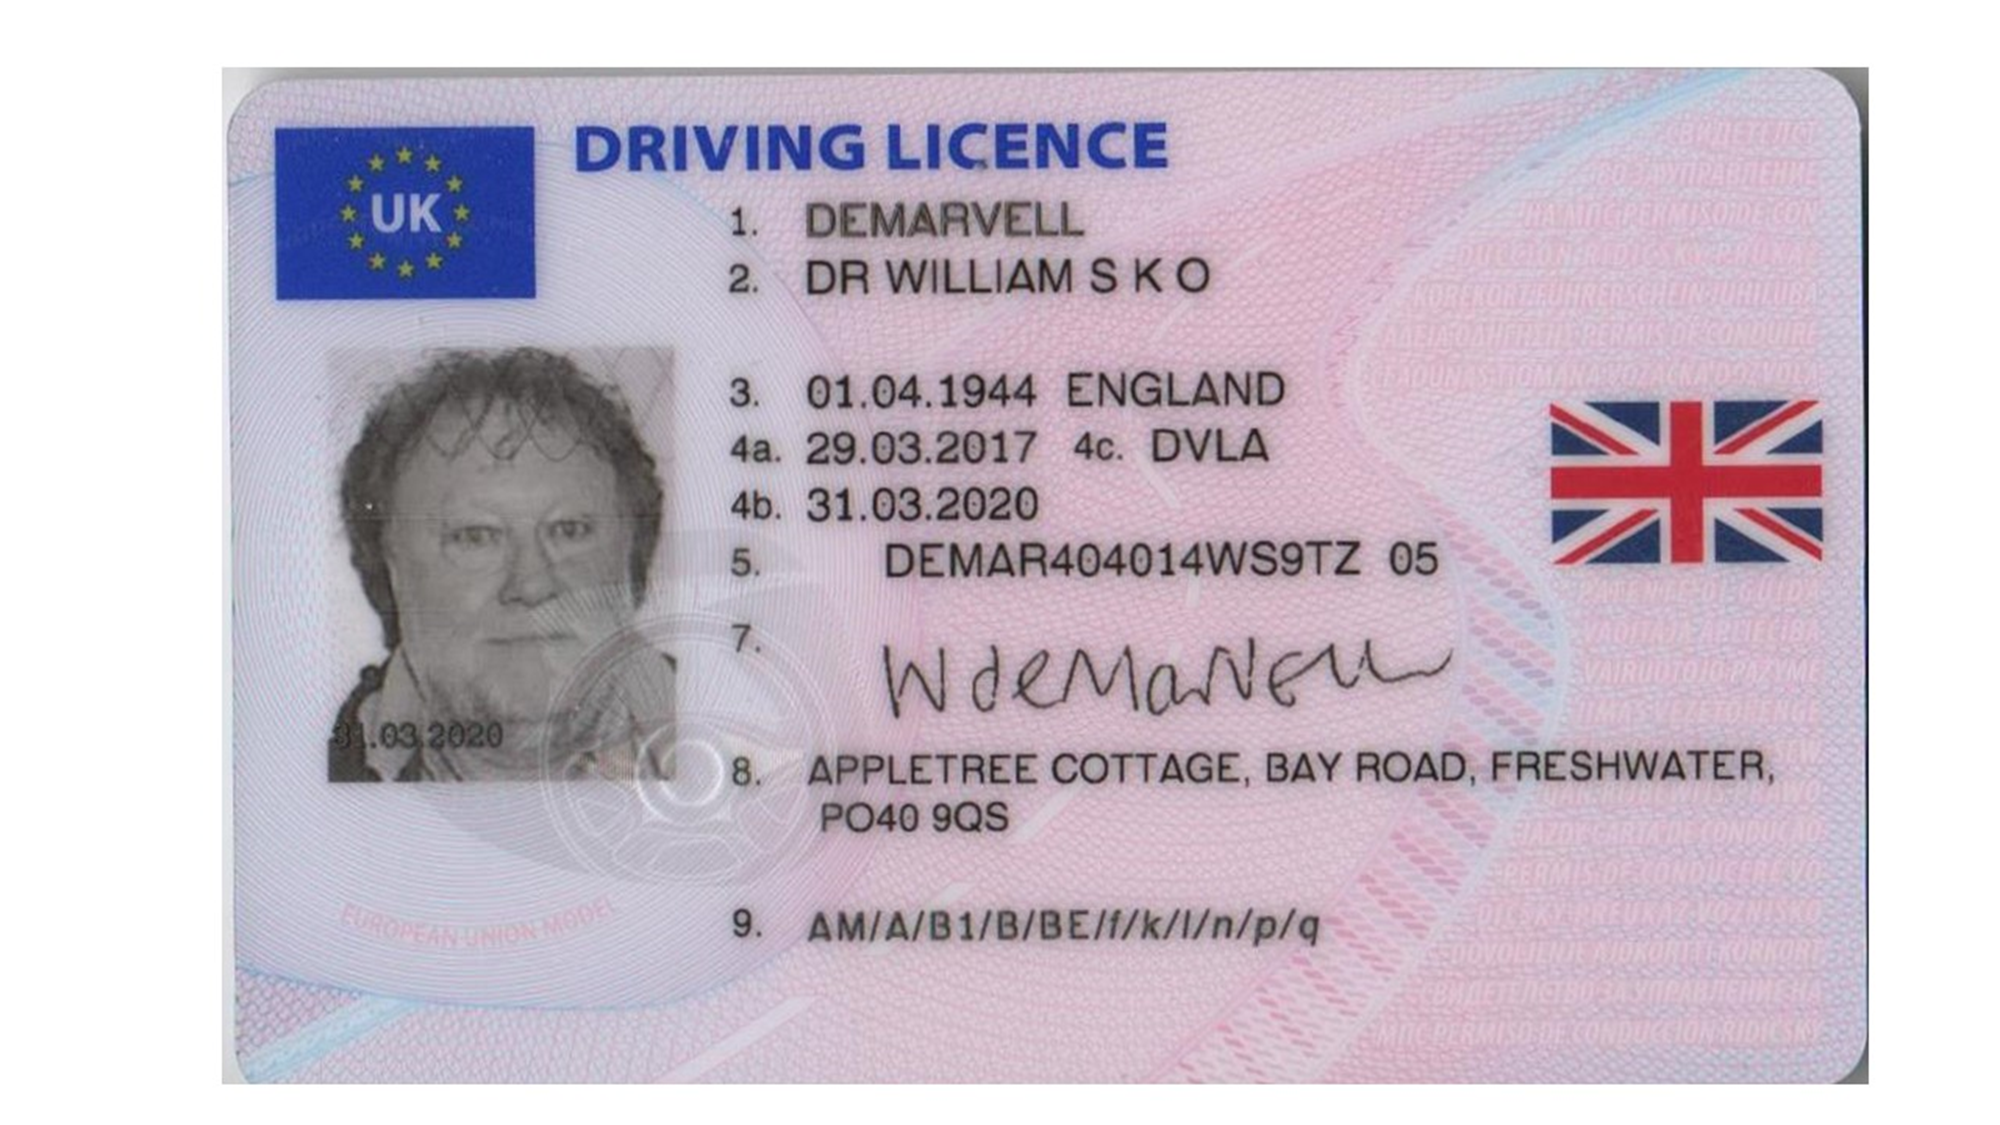 UK
DRIVING LICENCE
1. DEMARVELL
2. DR WILLIAM S K O
3. 01.04.1944 ENGLAND
4a. 29.03.2017 4c. DVLA
4b. 31.03.2020
5. DEMAR404014WS9TZ 05
7. W deMarvell
31.03.2020
8. APPLETREE COTTAGE, BAY ROAD, FRESHWATER,
PO40 9QS
9. AM/A/B1/B/BE/f/k/l/n/p/q
EUROPEAN UNION MODEL